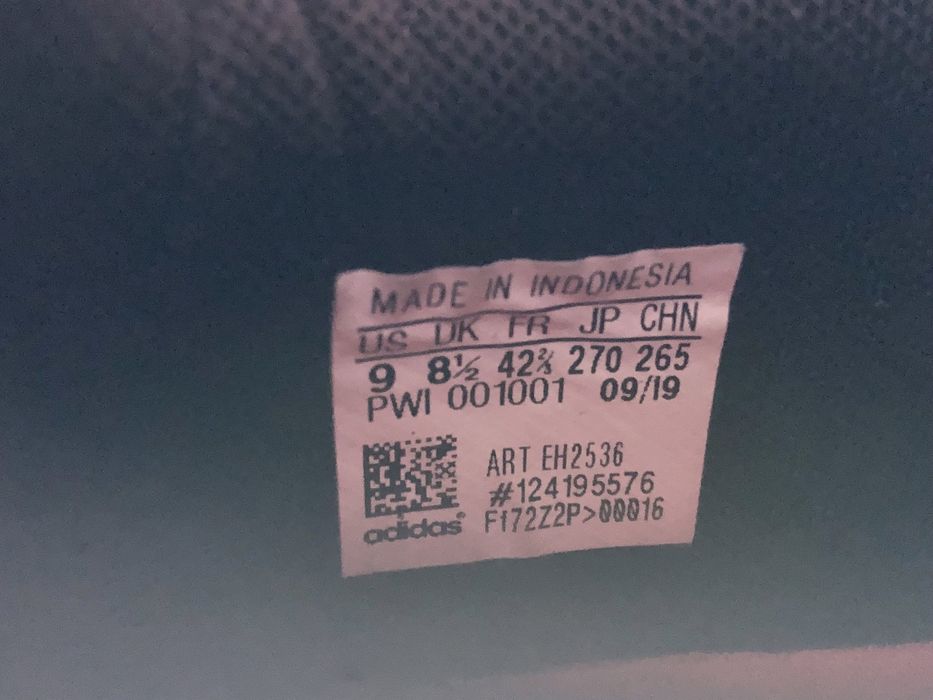 MADE IN INDONESIA
US UK FR JP CHN
9 8½ 42⅔ 270 265
PWI 001001 09/19
ART EH2536
#124195576
F172Z2P>00016
adidas